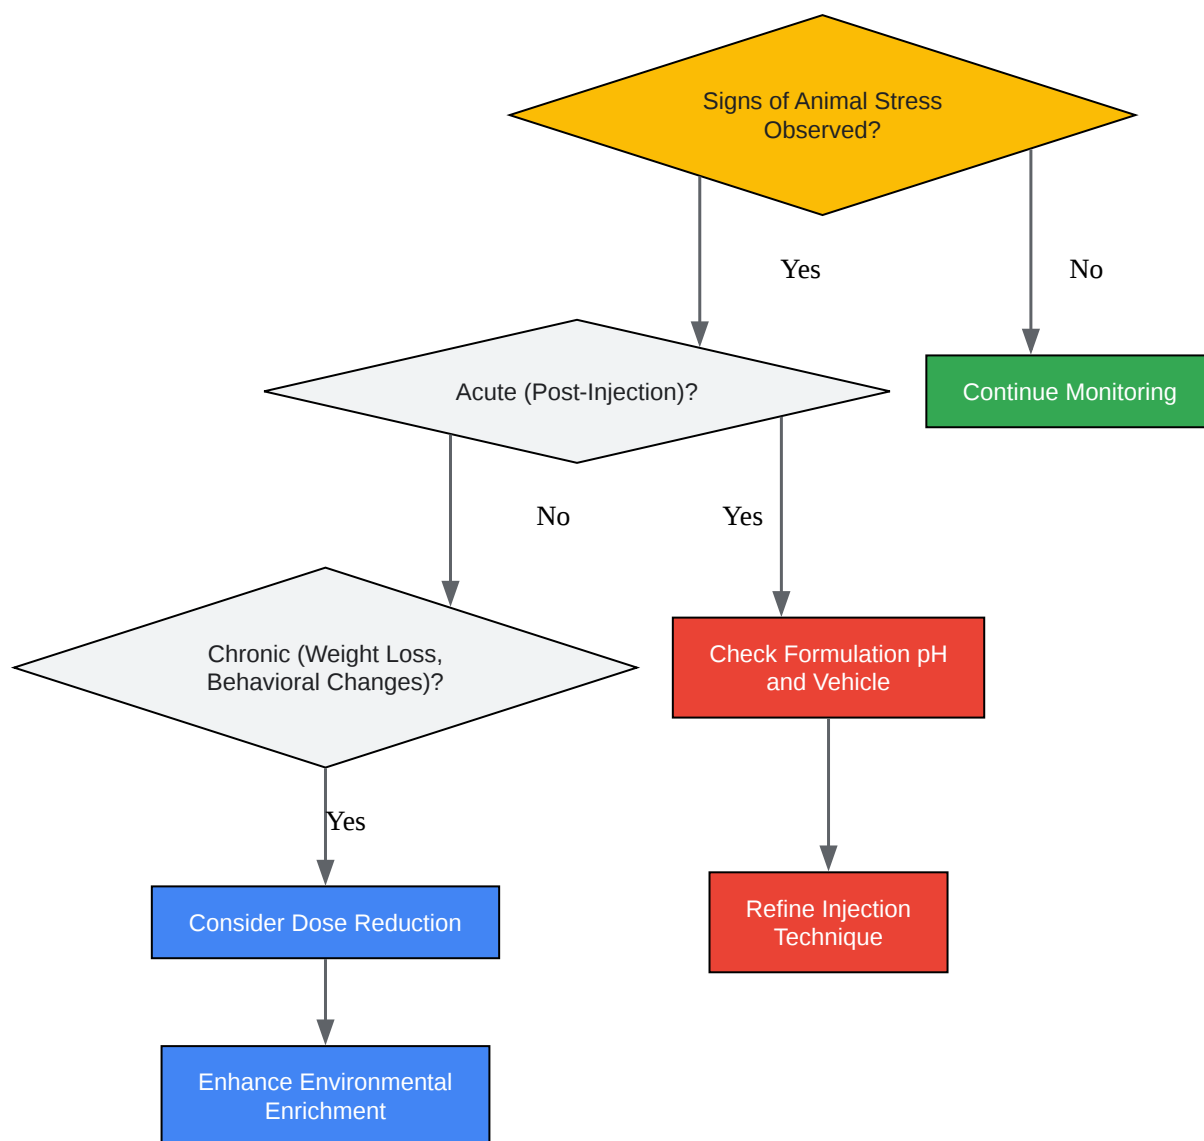 Signs of Animal Stress
Observed?
Yes
No
Acute (Post-Injection)?
Continue Monitoring
No
Yes
Chronic (Weight Loss,
Behavioral Changes)?
Check Formulation pH
and Vehicle
Yes
Consider Dose Reduction
Refine Injection
Technique
Enhance Environmental
Enrichment